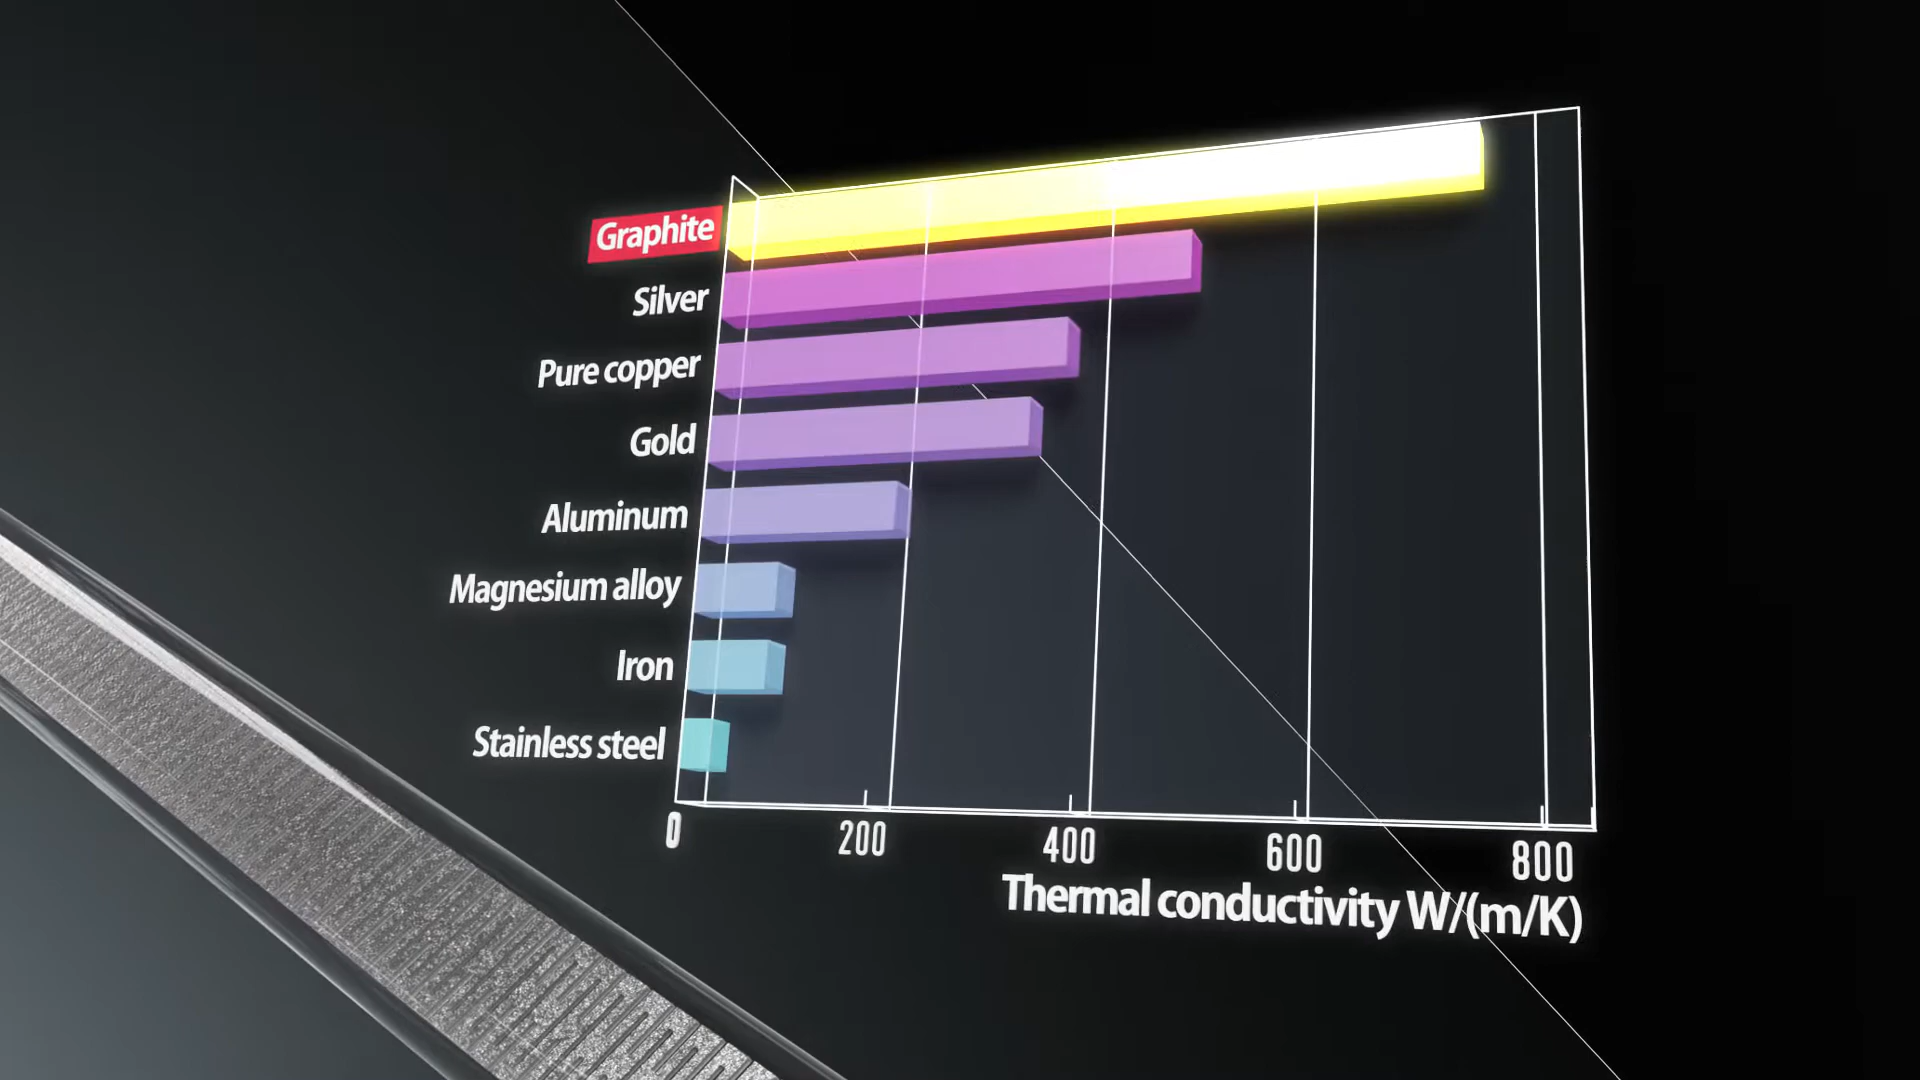 Graphite
Silver
Pure copper
Gold
Aluminum
Magnesium alloy
Iron
Stainless steel
0
200
400
600
800
Thermal conductivity W/(m/K)